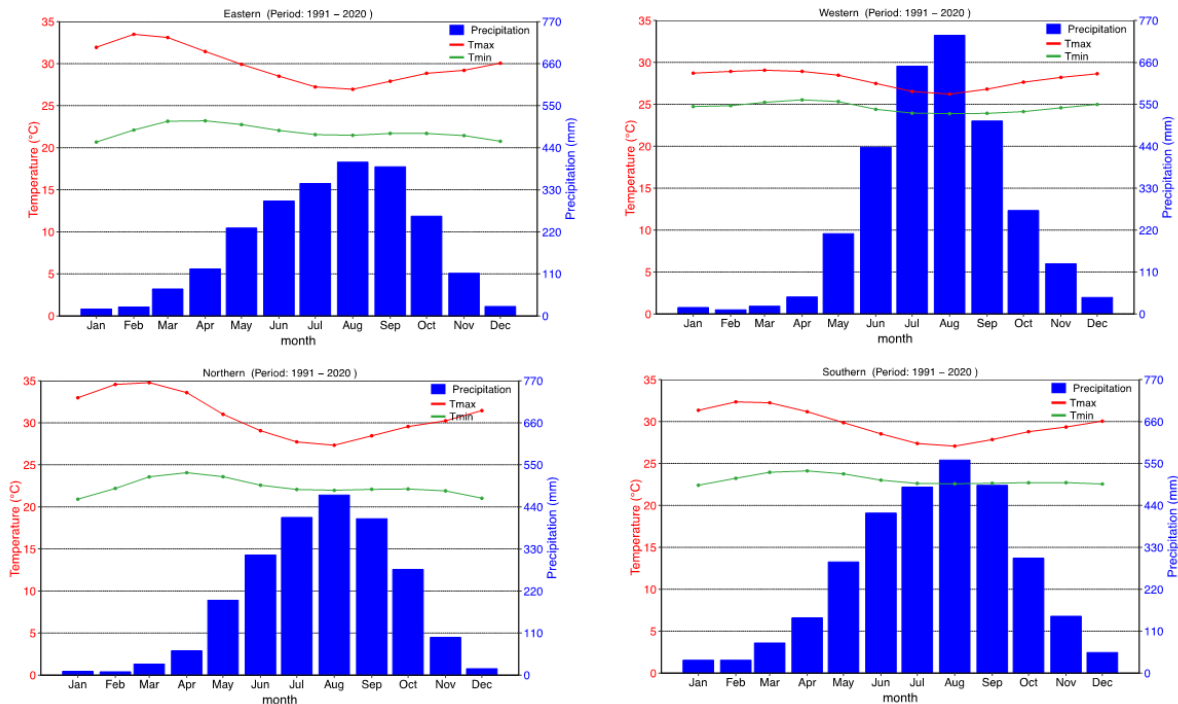 Eastern (Period: 1991 – 2020 )
Precipitation
Tmax
Tmin
Temperature (°C)
35
30
25
20
15
10
5
0
770
660
550
440
330
220
110
0
Precipitation (mm)
Jan Feb Mar Apr May Jun Jul Aug Sep Oct Nov Dec
month
Western (Period: 1991 – 2020 )
Precipitation
Tmax
Tmin
Temperature (°C)
35
30
25
20
15
10
5
0
770
660
550
440
330
220
110
0
Precipitation (mm)
Jan Feb Mar Apr May Jun Jul Aug Sep Oct Nov Dec
month
Northern (Period: 1991 – 2020 )
Precipitation
Tmax
Tmin
Temperature (°C)
35
30
25
20
15
10
5
0
770
660
550
440
330
220
110
0
Precipitation (mm)
Jan Feb Mar Apr May Jun Jul Aug Sep Oct Nov Dec
month
Southern (Period: 1991 – 2020 )
Precipitation
Tmax
Tmin
Temperature (°C)
35
30
25
20
15
10
5
0
770
660
550
440
330
220
110
0
Precipitation (mm)
Jan Feb Mar Apr May Jun Jul Aug Sep Oct Nov Dec
month